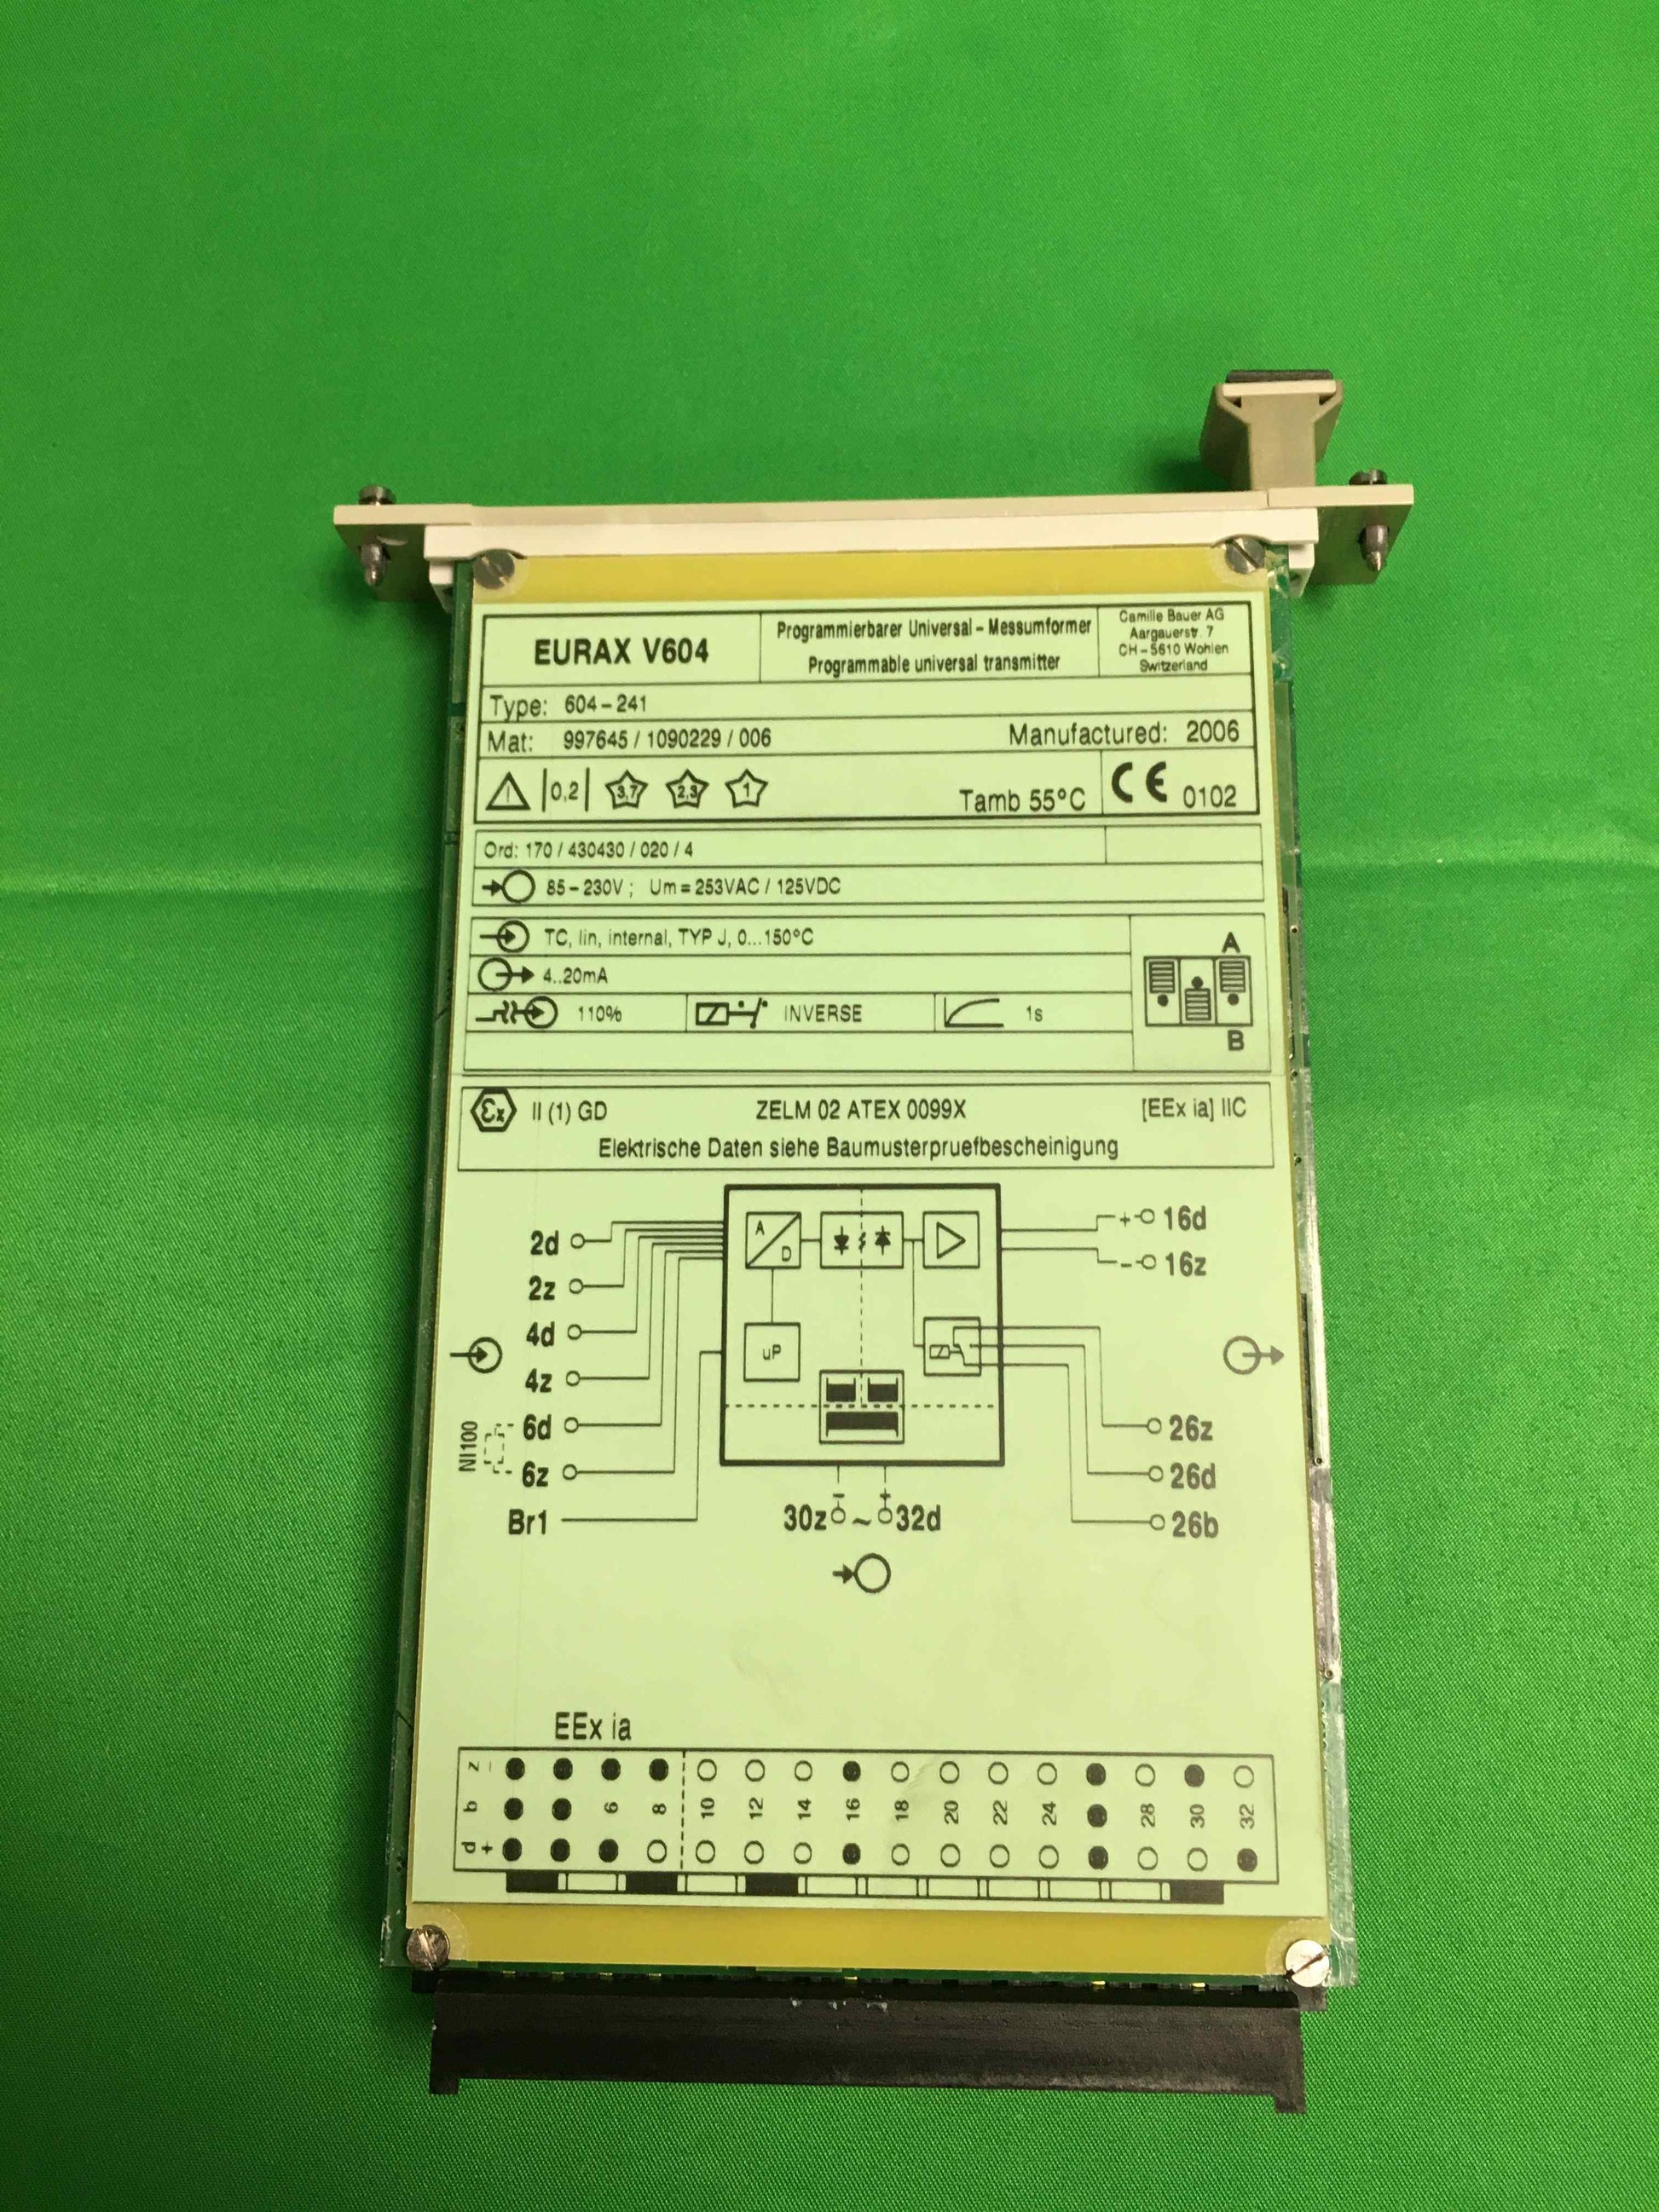 EURAX V604
Programmierbarer Universal - Messumformer
Programmable universal transmitter
Camille Bauer AG
Aargauerstr. 7
CH - 5610 Wohlen
Switzerland
Type: 604 - 241
Mat: 997645 / 1090229 / 006
Manufactured: 2006
0,2
3,7
2,3
1
Tamb 55°C
CE 0102
Ord: 170 / 430430 / 020 / 4
85 - 230V ; Um = 253VAC / 125VDC
TC, lin, internal, TYP J, 0...150°C
4..20mA
110%
INVERSE
1s
A
B
Ex II (1) GD
ZELM 02 ATEX 0099X
[EEx ia] IIC
Elektrische Daten siehe Baumusterpruefbescheinigung
A
D
uP
2d
2z
4d
4z
6d
6z
NI100
Br1
+ 16d
- 16z
26z
26d
26b
- +
30z ~ 32d
EEx ia
z -
b 6 8 10 12 14 16 18 20 22 24 28 30 32
d +